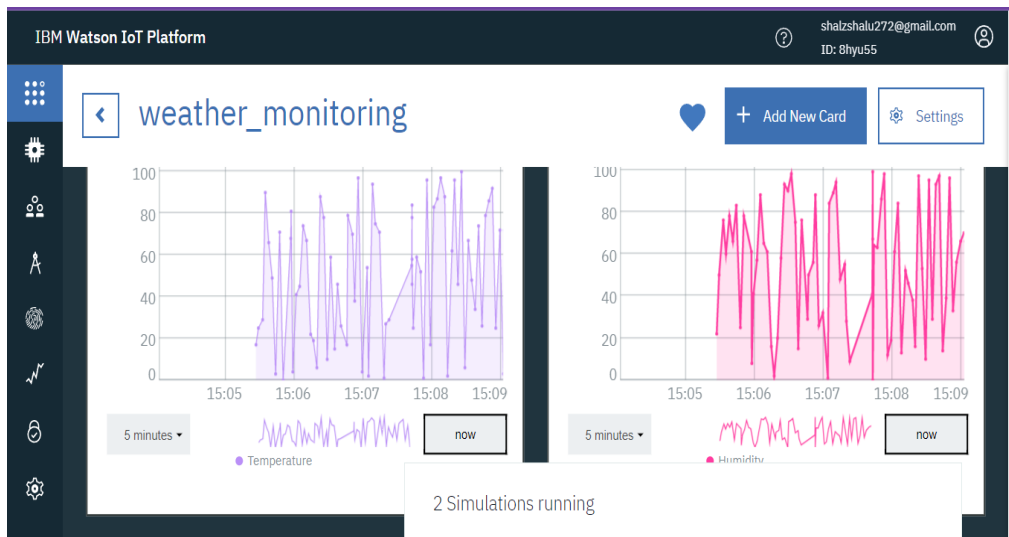 IBM Watson IoT Platform
shalzshalu272@gmail.com
ID: 8hyu55
weather_monitoring
+ Add New Card
Settings
100
80
60
40
20
0
15:05 15:06 15:07 15:08 15:09
5 minutes
now
Temperature
100
80
60
40
20
0
15:05 15:06 15:07 15:08 15:09
5 minutes
now
Humidity
2 Simulations running